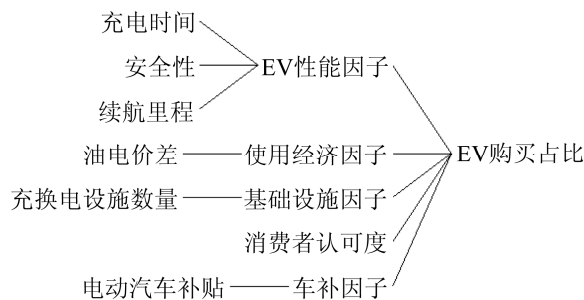 充电时间
安全性 EV性能因子
续航里程
油电价差 使用经济因子 EV购买占比
充换电设施数量 基础设施因子
消费者认可度
电动汽车补贴 车补因子